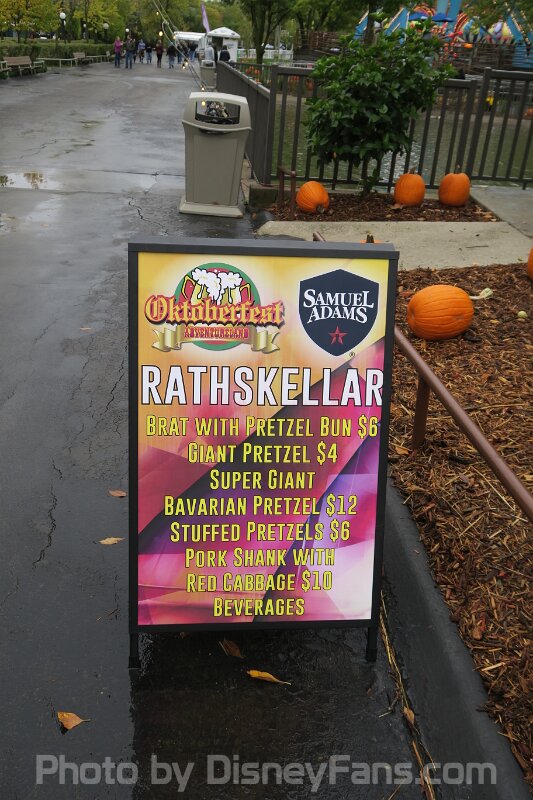 Oktoberfest
ADVENTURELAND
SAMUEL
ADAMS
RATHSKELLAR
BRAT WITH PRETZEL BUN $6
GIANT PRETZEL $4
SUPER GIANT
BAVARIAN PRETZEL $12
STUFFED PRETZELS $6
PORK SHANK WITH
RED CABBAGE $10
BEVERAGES
Photo by DisneyFans.com